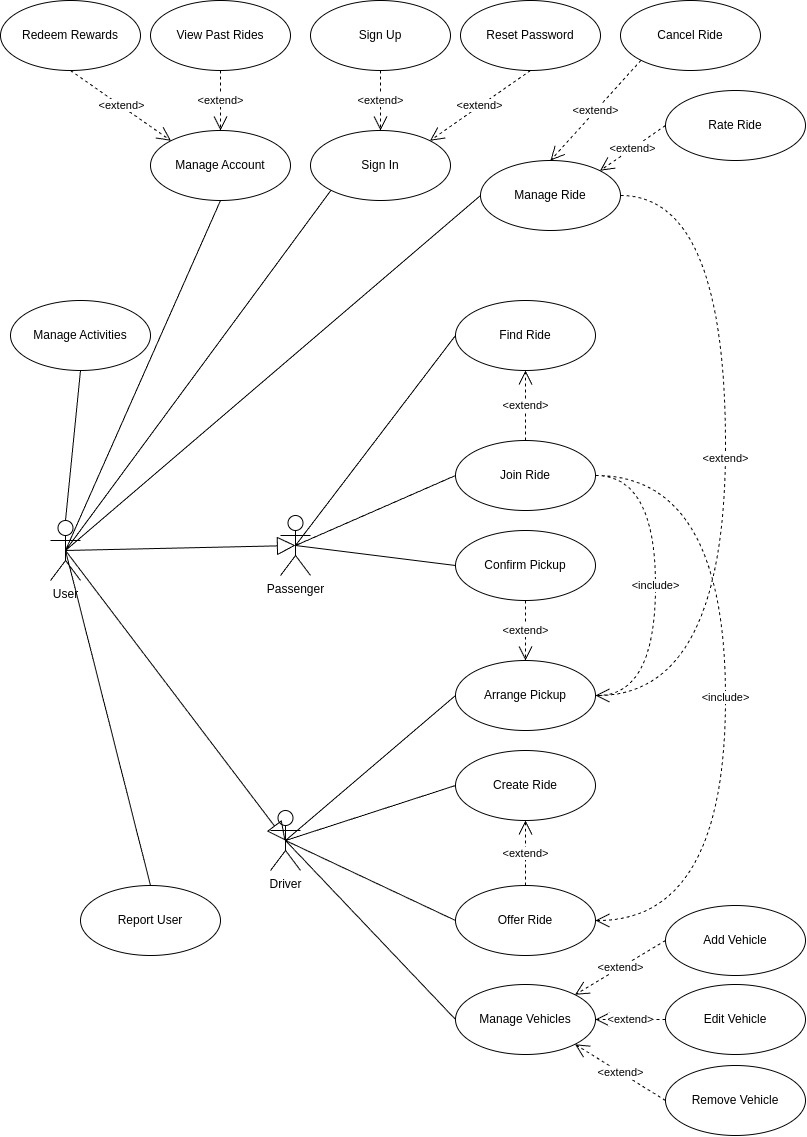 Redeem Rewards
View Past Rides
Sign Up
Reset Password
Cancel Ride
<extend>
<extend>
<extend>
<extend>
<extend>
Rate Ride
<extend>
Manage Account
Sign In
Manage Ride
Manage Activities
Find Ride
<extend>
<extend>
Join Ride
Confirm Pickup
User
Passenger
<include>
<extend>
Arrange Pickup
<include>
Create Ride
<extend>
Driver
Report User
Offer Ride
Add Vehicle
<extend>
Manage Vehicles
<extend>
Edit Vehicle
<extend>
Remove Vehicle